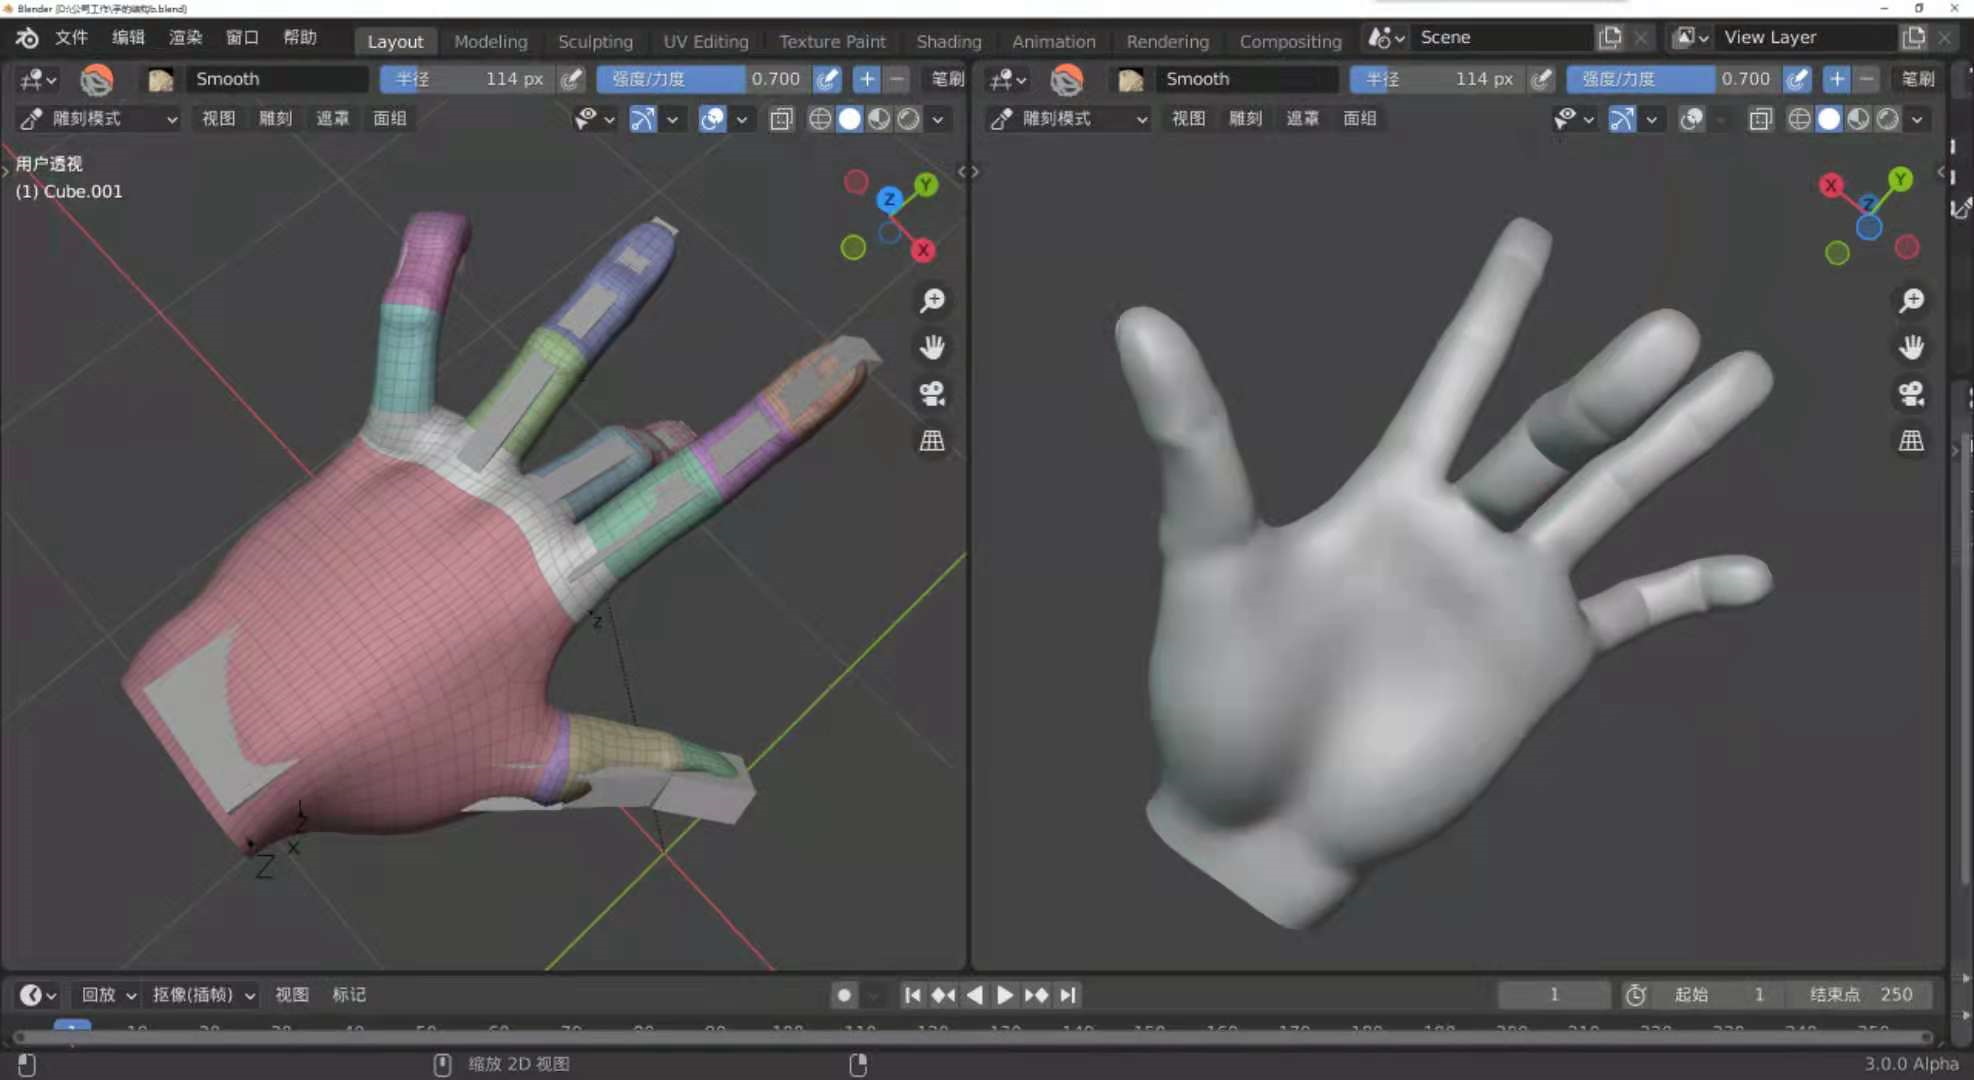 Blender [D:\公司工作\手的结构b.blend]
文件 编辑 渲染 窗口 帮助 Layout Modeling Sculpting UV Editing Texture Paint Shading Animation Rendering Compositing Scene View Layer
Smooth 半径 114 px 强度/力度 0.700 笔刷 Smooth 半径 114 px 强度/力度 0.700 笔刷
雕刻模式 视图 雕刻 遮罩 面组 雕刻模式 视图 雕刻 遮罩 面组
用户透视
(1) Cube.001
Z Y X
X Y Z
z
Z x
回放 抠像(插帧) 视图 标记 1 起始 1 结束点 250
缩放 2D 视图 3.0.0 Alpha